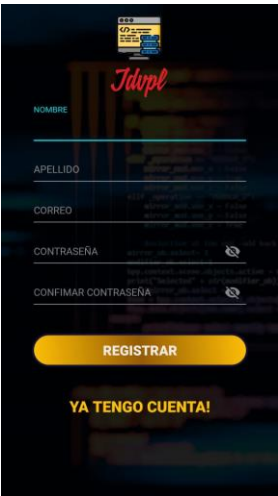 Jdvpl
NOMBRE
APELLIDO
CORREO
CONTRASEÑA
CONFIMAR CONTRASEÑA
REGISTRAR
YA TENGO CUENTA!